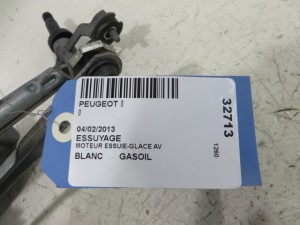 PEUGEOT
04/02/2013
ESSUYAGE
MOTEUR ESSUIE-GLACE AV
BLANC GASOIL
32713
1260